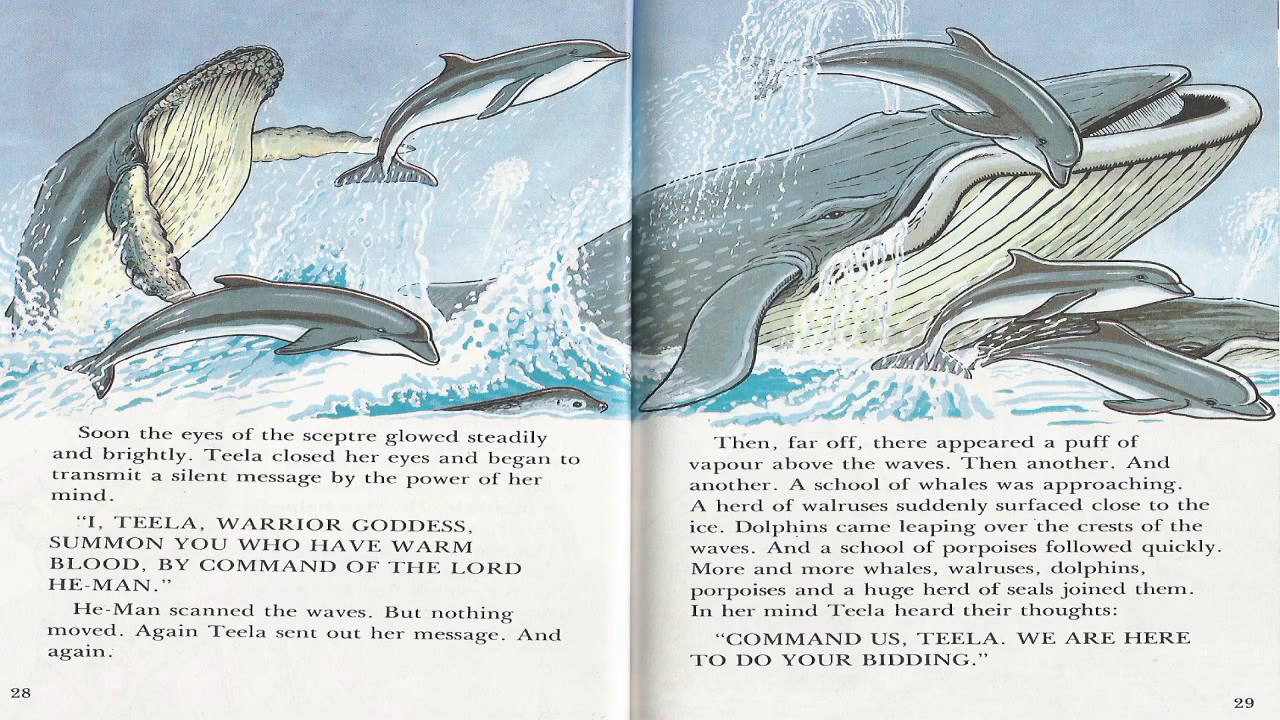 Soon the eyes of the sceptre glowed steadily
and brightly. Teela closed her eyes and began to
transmit a silent message by the power of her
mind.
“I, TEELA, WARRIOR GODDESS,
SUMMON YOU WHO HAVE WARM
BLOOD, BY COMMAND OF THE LORD
HE-MAN.”
He-Man scanned the waves. But nothing
moved. Again Teela sent out her message. And
again.
28
Then, far off, there appeared a puff of
vapour above the waves. Then another. And
another. A school of whales was approaching.
A herd of walruses suddenly surfaced close to the
ice. Dolphins came leaping over the crests of the
waves. And a school of porpoises followed quickly.
More and more whales, walruses, dolphins,
porpoises and a huge herd of seals joined them.
In her mind Teela heard their thoughts:
“COMMAND US, TEELA. WE ARE HERE
TO DO YOUR BIDDING.”
29